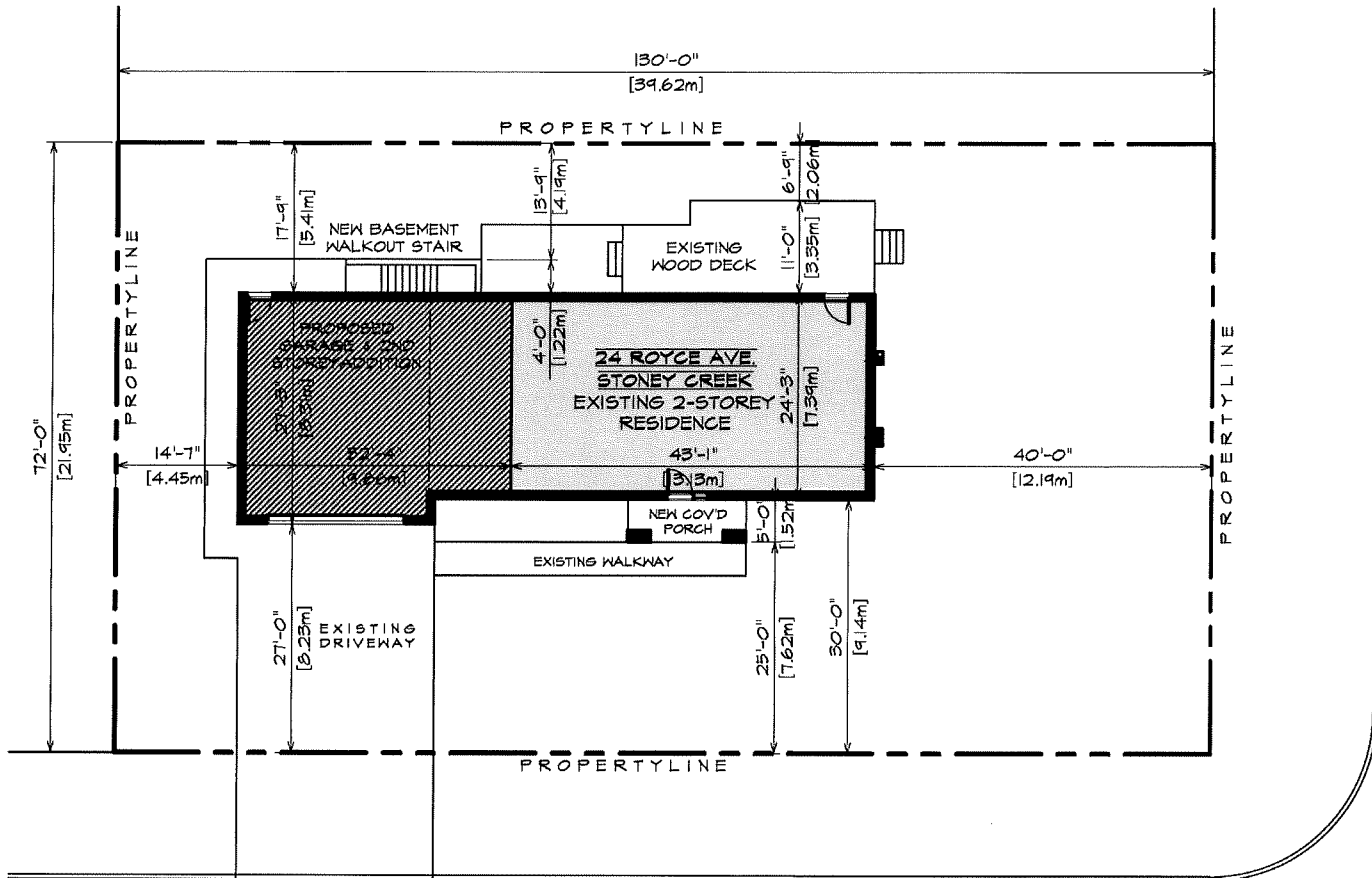 130'-0"
[39.62m]
PROPERTYLINE
17'-9"
[5.41m]
13'-9"
[4.19m]
6'-9"
[2.06m]
NEW BASEMENT
WALKOUT STAIR
EXISTING
WOOD DECK
11'-0"
[3.35m]
PROPERTYLINE
PROPOSED
GARAGE & 2ND
STOREY ADDITION
4'-0"
[1.22m]
24 ROYCE AVE.
STONEY CREEK
EXISTING 2-STOREY
RESIDENCE
24'-3"
[7.39m]
PROPERTYLINE
72'-0"
[21.95m]
14'-7"
[4.45m]
32'-4"
43'-1"
40'-0"
[12.19m]
NEW COV'D
PORCH
5'-0"
[1.52m]
EXISTING WALKWAY
27'-0"
[8.23m]
EXISTING
DRIVEWAY
25'-0"
[7.62m]
30'-0"
[9.14m]
PROPERTYLINE